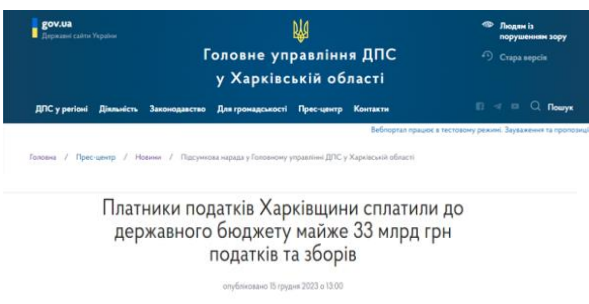 gov.ua
Державні сайти України
Людям із
порушенням зору
Головне управління ДПС
у Харківській області
Стара версія
ДПС у регіоні Діяльність Законодавство Для громадськості Прес-центр Контакти Пошук
Вебпортал працює в тестовому режимі. Зауваження та пропозиці
Головна / Прес-центр / Новини / Підсумкова нарада у Головному управлінні ДПС у Харківській області
Платники податків Харківщини сплатили до
державного бюджету майже 33 млрд грн
податків та зборів
опубліковано 15 грудня 2023 о 13:00